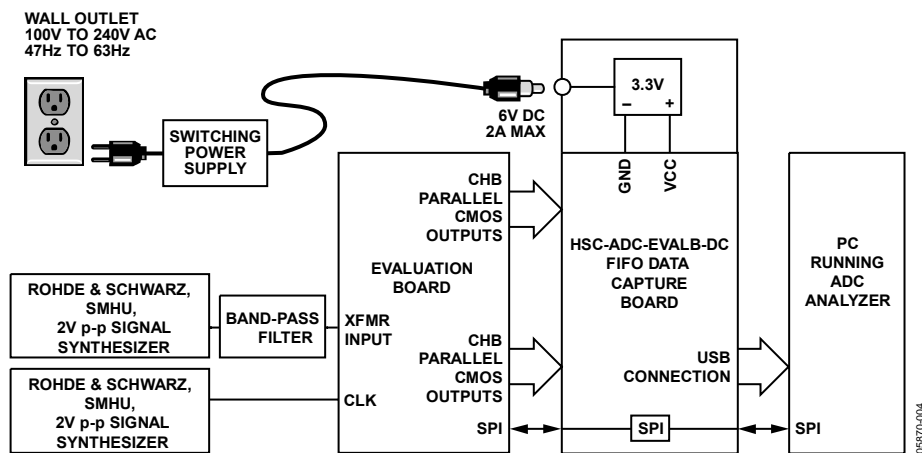 WALL OUTLET
100V TO 240V AC
47Hz TO 63Hz
SWITCHING
POWER
SUPPLY
6V DC
2A MAX
3.3V
– +
GND
VCC
CHB
PARALLEL
CMOS
OUTPUTS
EVALUATION
BOARD
HSC-ADC-EVALB-DC
FIFO DATA
CAPTURE
BOARD
PC
RUNNING
ADC
ANALYZER
ROHDE & SCHWARZ,
SMHU,
2V p-p SIGNAL
SYNTHESIZER
BAND-PASS
FILTER
XFMR
INPUT
CHB
PARALLEL
CMOS
OUTPUTS
USB
CONNECTION
ROHDE & SCHWARZ,
SMHU,
2V p-p SIGNAL
SYNTHESIZER
CLK
SPI
SPI
SPI
05870-004